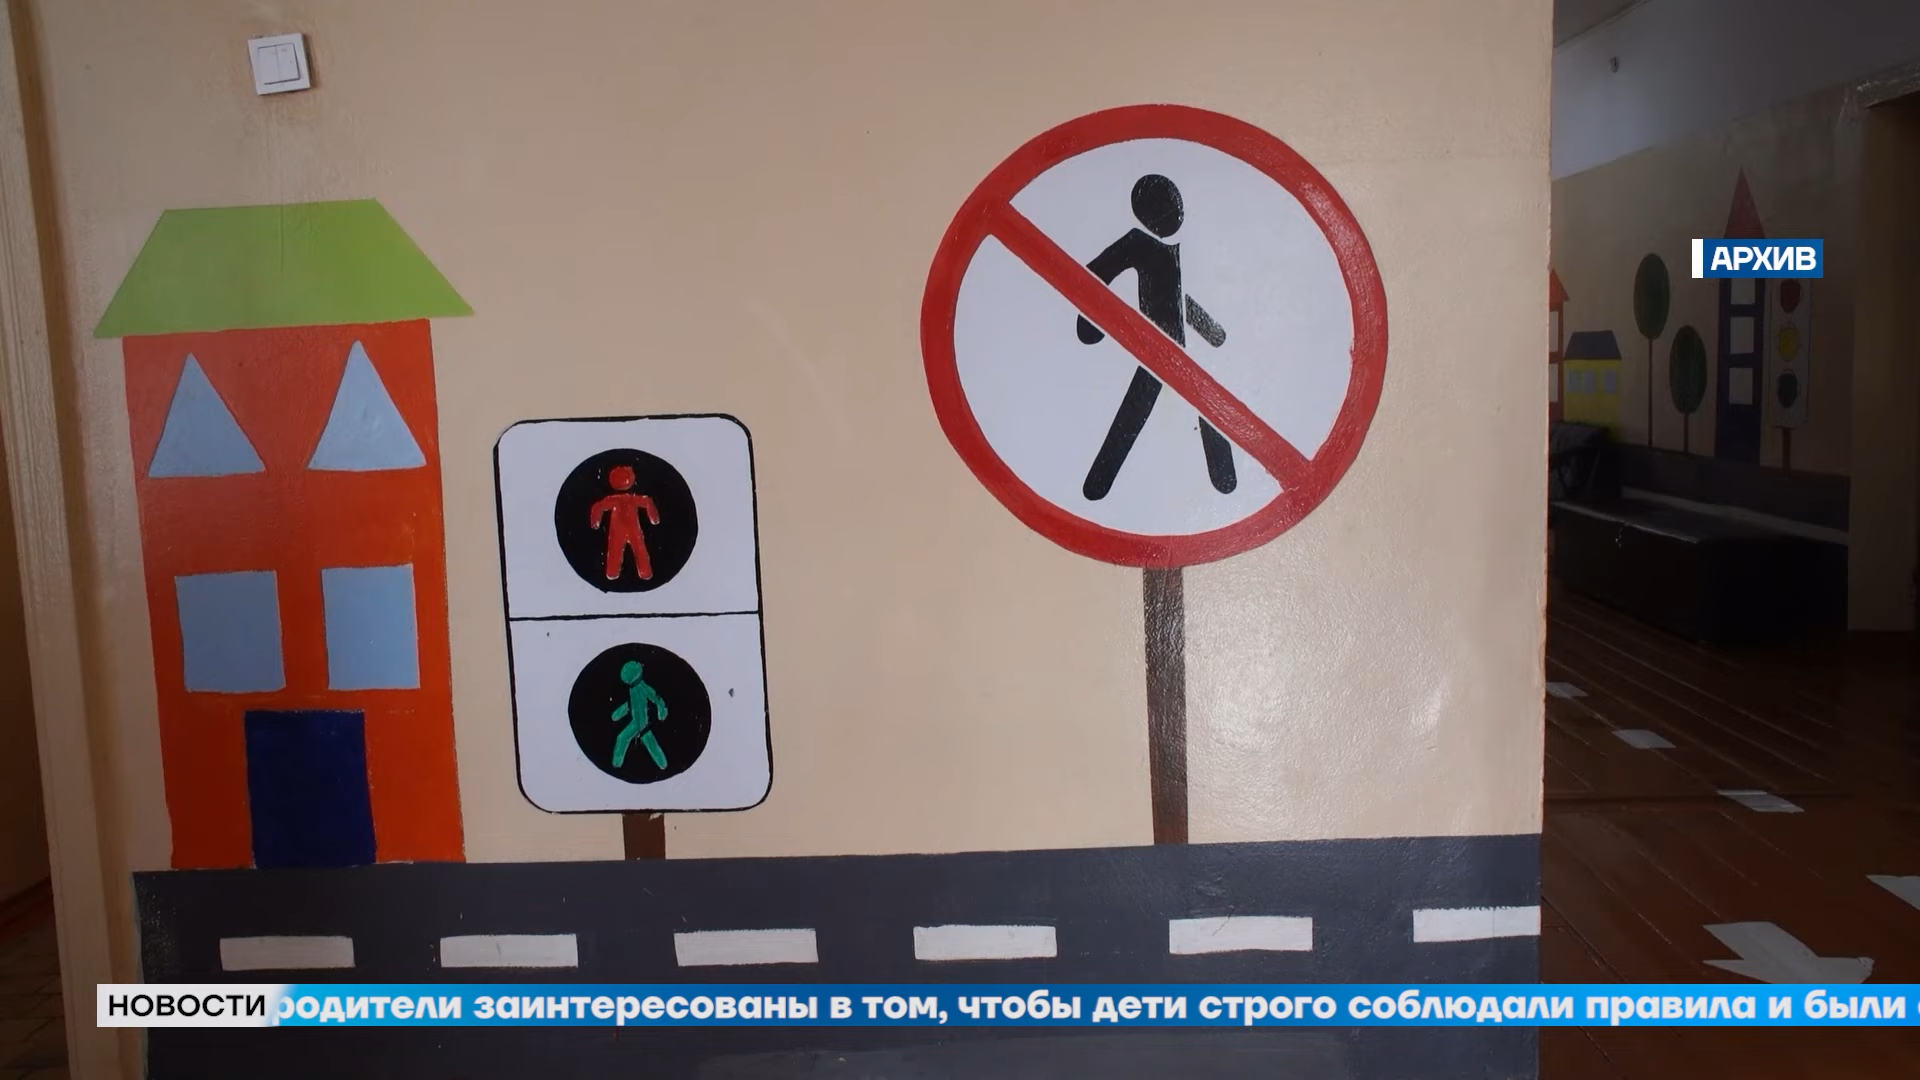 АРХИВ
НОВОСТИ родители заинтересованы в том, чтобы дети строго соблюдали правила и были